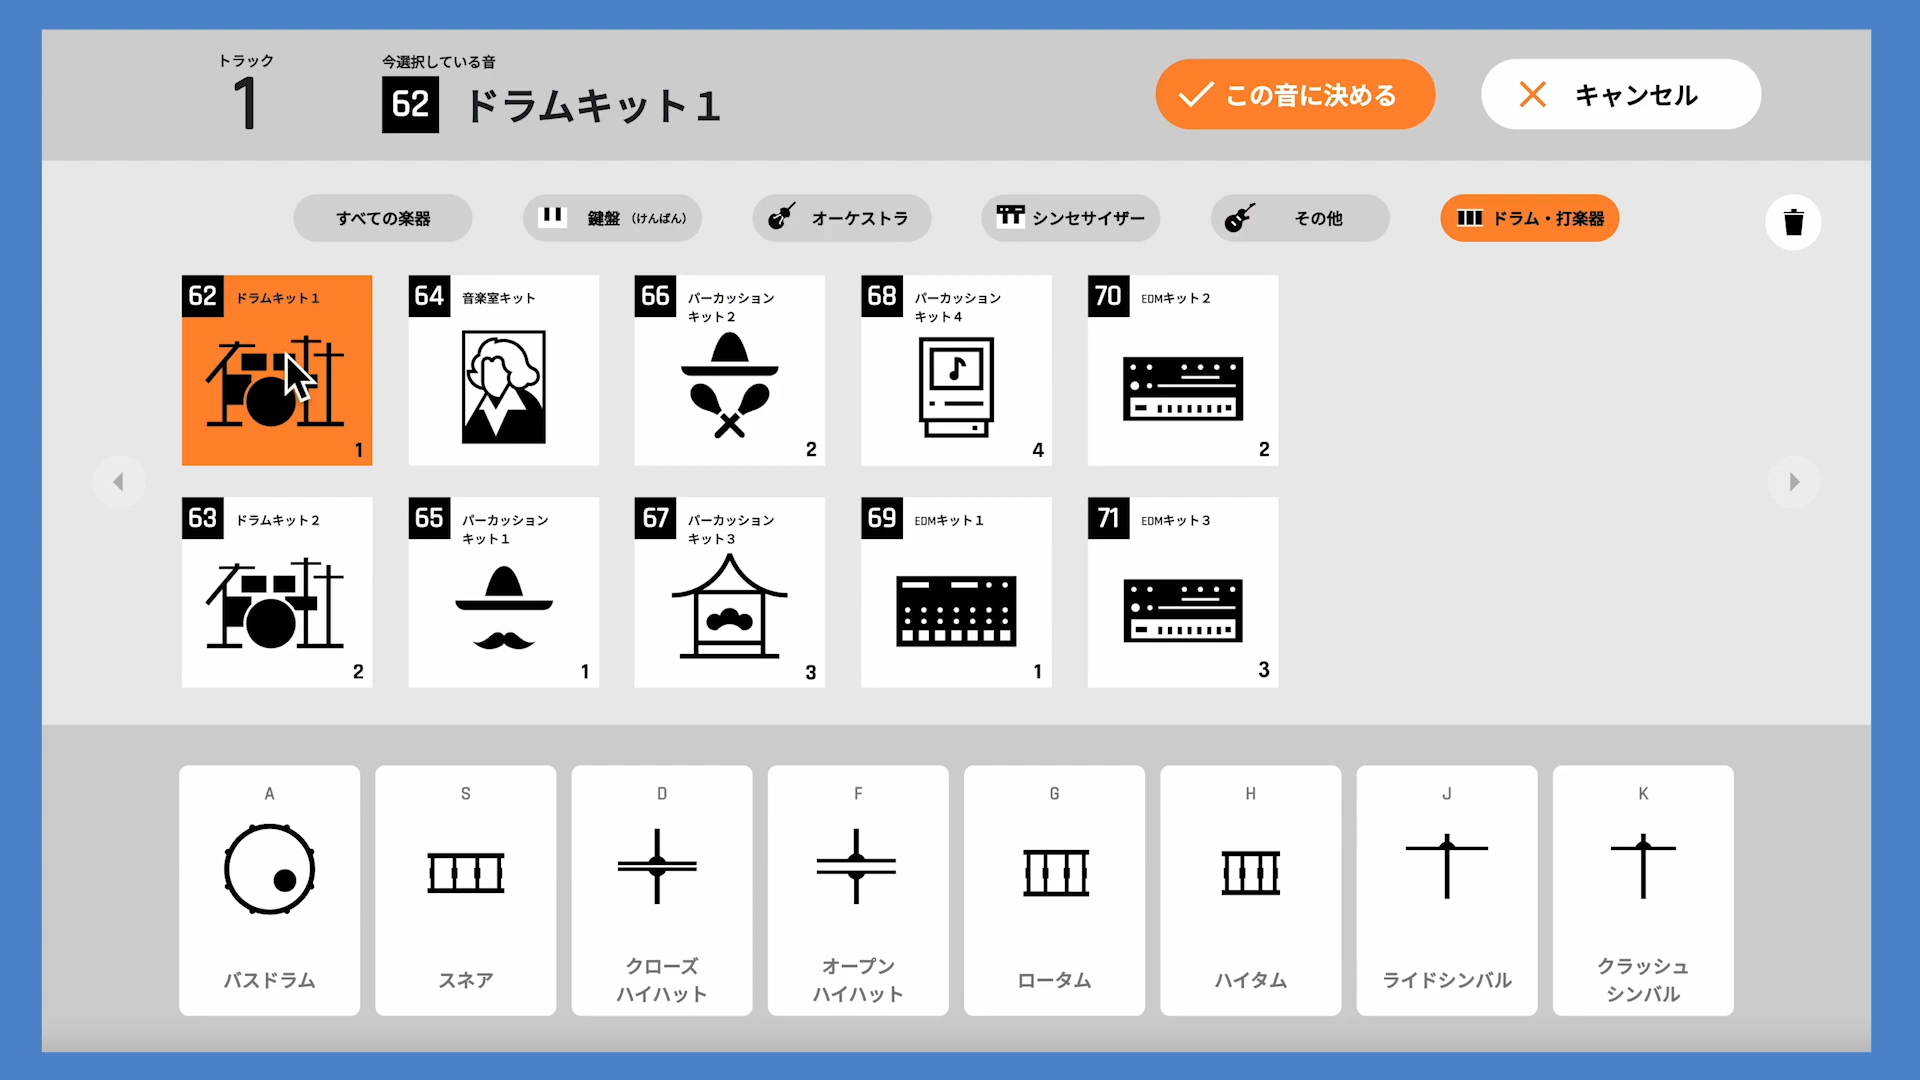 トラック
1
今選択している音
62 ドラムキット1
この音に決める
キャンセル
すべての楽器
鍵盤（けんばん）
オーケストラ
シンセサイザー
その他
ドラム・打楽器
62 ドラムキット1
1
64 音楽室キット
66 パーカッション
キット2
2
68 パーカッション
キット4
4
70 EDMキット2
2
63 ドラムキット2
2
65 パーカッション
キット1
1
67 パーカッション
キット3
3
69 EDMキット1
1
71 EDMキット3
3
A
バスドラム
S
スネア
D
クローズ
ハイハット
F
オープン
ハイハット
G
ロータム
H
ハイタム
J
ライドシンバル
K
クラッシュ
シンバル